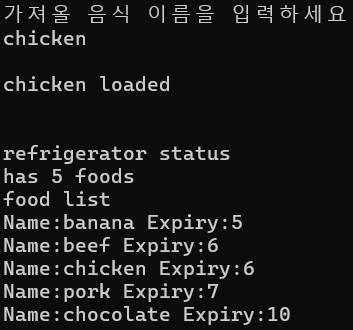 가져올 음식 이름을 입력하세요
chicken
chicken loaded
refrigerator status
has 5 foods
food list
Name:banana Expiry:5
Name:beef Expiry:6
Name:chicken Expiry:6
Name:pork Expiry:7
Name:chocolate Expiry:10